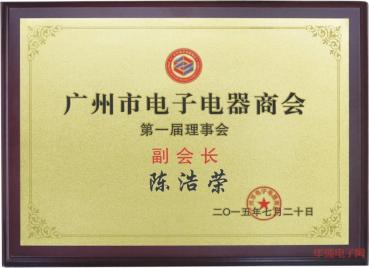 广州市电子电器商会
第一届理事会
副会长
陈浩荣
二〇一五年七月二十日
华强电子网